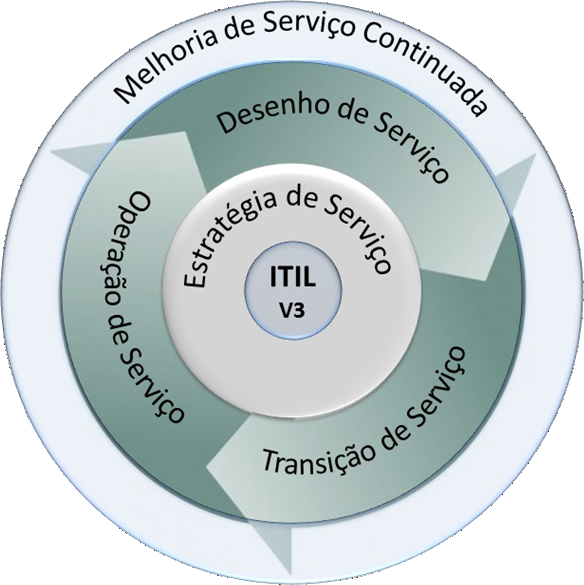 Melhoria de Serviço Continuada
Desenho de Serviço
Estratégia de Serviço
ITIL
V3
Operação de Serviço
Transição de Serviço